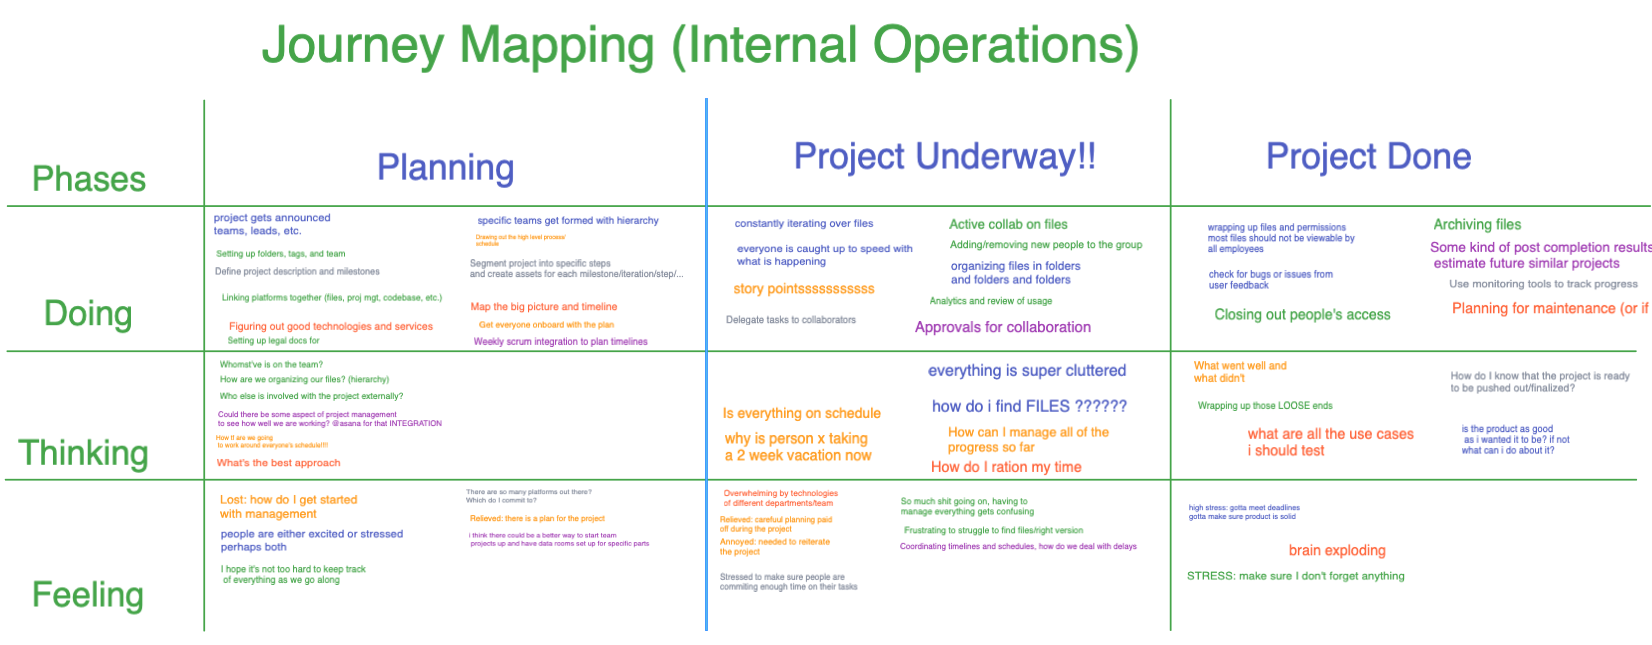 Journey Mapping (Internal Operations)
Phases
Planning
Project Underway!!
Project Done
Doing
project gets announced
teams, leads, etc.
Setting up folders, tags, and team
Define project description and milestones
Linking platforms together (files, proj mgt, codebase, etc.)
Figuring out good technologies and services
Setting up legal docs for
specific teams get formed with hierarchy
Drawing out the high level process/
schedule
Segment project into specific steps
and create assets for each milestone/iteration/step/...
Map the big picture and timeline
Get everyone onboard with the plan
Weekly scrum integration to plan timelines
constantly iterating over files
everyone is caught up to speed with
what is happening
story pointsssssssssss
Delegate tasks to collaborators
Active collab on files
Adding/removing new people to the group
organizing files in folders
and folders and folders
Analytics and review of usage
Approvals for collaboration
wrapping up files and permissions
most files should not be viewable by
all employees
check for bugs or issues from
user feedback
Closing out people's access
Archiving files
Some kind of post completion results
estimate future similar projects
Use monitoring tools to track progress
Planning for maintenance (or if
Thinking
Whomst've is on the team?
How are we organizing our files? (hierarchy)
Who else is involved with the project externally?
Could there be some aspect of project management
to see how well we are working? @asana for that INTEGRATION
How tf are we going
to work around everyone's schedule!!!!
What's the best approach
Is everything on schedule
why is person x taking
a 2 week vacation now
everything is super cluttered
how do i find FILES ??????
How can I manage all of the
progress so far
How do I ration my time
What went well and
what didn't
Wrapping up those LOOSE ends
what are all the use cases
i should test
How do I know that the project is ready
to be pushed out/finalized?
is the product as good
as i wanted it to be? if not
what can i do about it?
Feeling
Lost: how do I get started
with management
people are either excited or stressed
perhaps both
I hope it's not too hard to keep track
of everything as we go along
There are so many platforms out there?
Which do I commit to?
Relieved: there is a plan for the project
i think there could be a better way to start team
projects up and have data rooms set up for specific parts
Overwhelming by technologies
of different departments/team
Relieved: carefuul planning paid
off during the project
Annoyed: needed to reiterate
the project
Stressed to make sure people are
commiting enough time on their tasks
So much shit going on, having to
manage everything gets confusing
Frustrating to struggle to find files/right version
Coordinating timelines and schedules, how do we deal with delays
high stress: gotta meet deadlines
gotta make sure product is solid
brain exploding
STRESS: make sure I don't forget anything